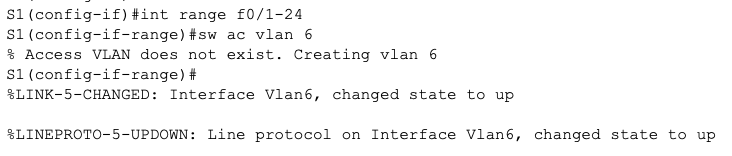 S1(config-if)#int range f0/1-24
S1(config-if-range)#sw ac vlan 6
% Access VLAN does not exist. Creating vlan 6
S1(config-if-range)#
%LINK-5-CHANGED: Interface Vlan6, changed state to up
%LINEPROTO-5-UPDOWN: Line protocol on Interface Vlan6, changed state to up